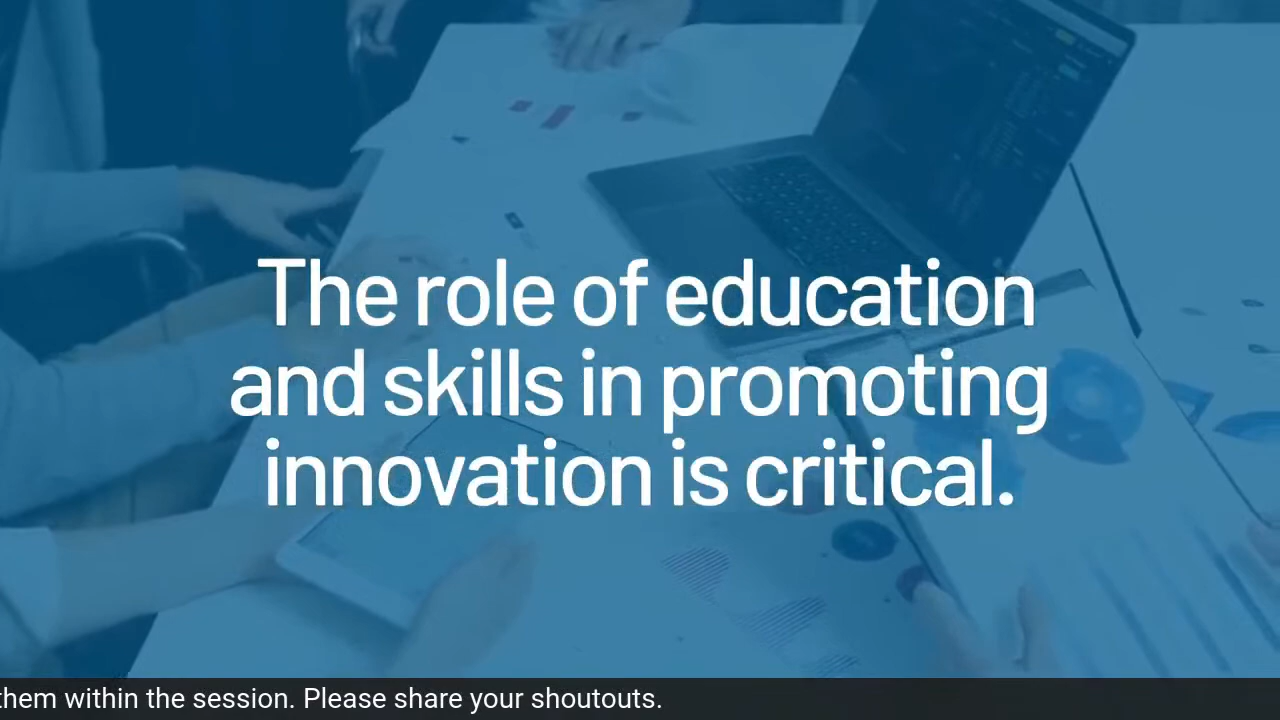 The role of education
and skills in promoting
innovation is critical.
them within the session. Please share your shoutouts.